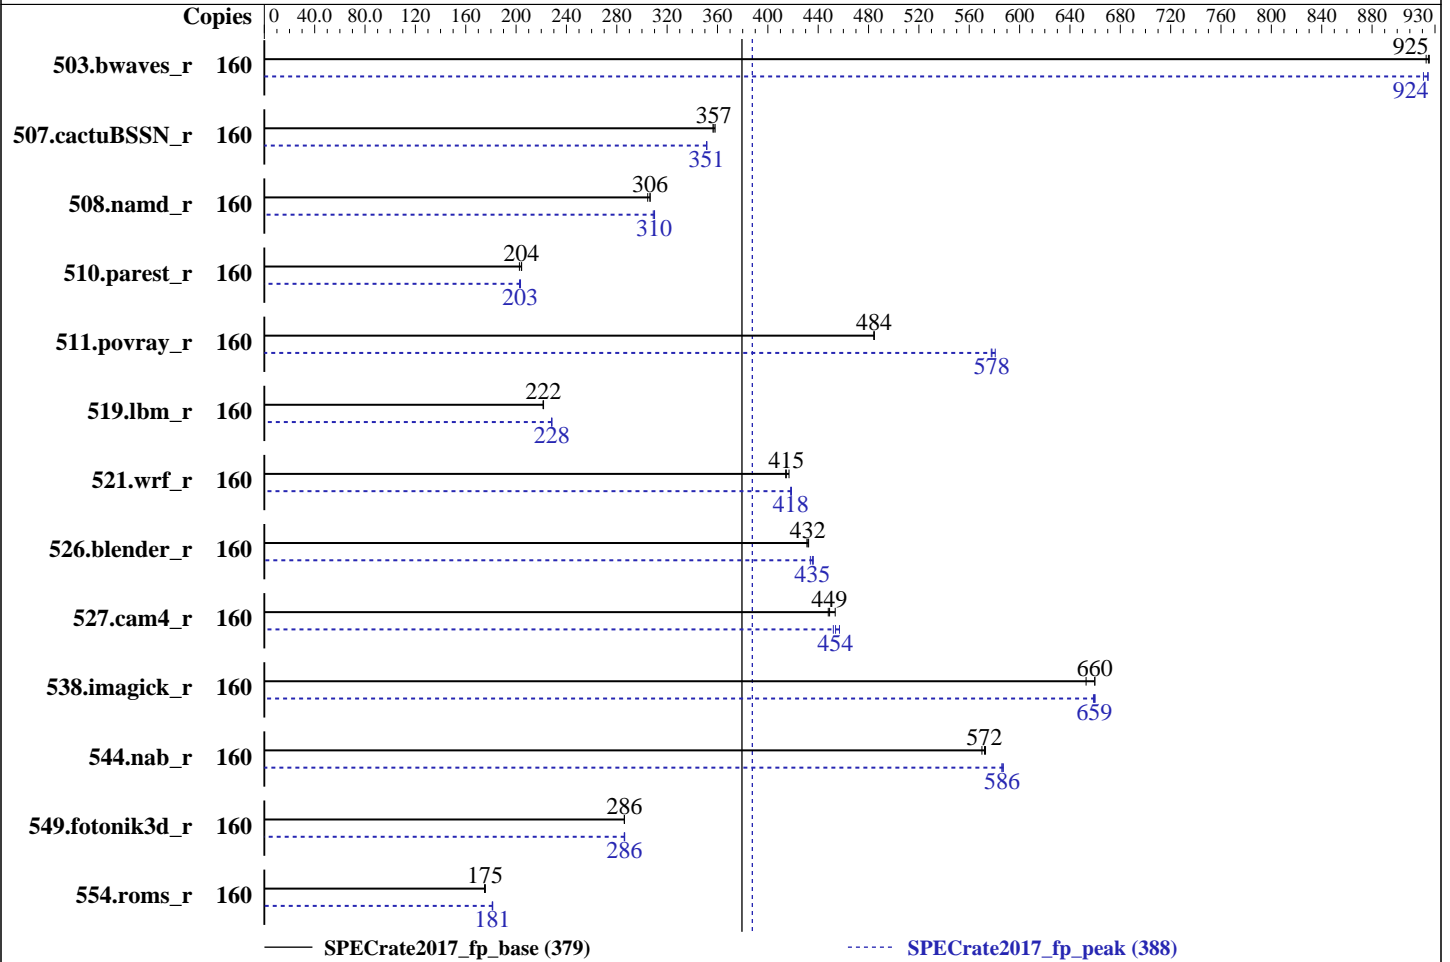 Copies 0 40.0 80.0 120 160 200 240 280 320 360 400 440 480 520 560 600 640 680 720 760 800 840 880 930
503.bwaves_r 160 925
924
507.cactuBSSN_r 160 357
351
508.namd_r 160 306
310
510.parest_r 160 204
203
511.povray_r 160 484
578
519.lbm_r 160 222
228
521.wrf_r 160 415
418
526.blender_r 160 432
435
527.cam4_r 160 449
454
538.imagick_r 160 660
659
544.nab_r 160 572
586
549.fotonik3d_r 160 286
286
554.roms_r 160 175
181
SPECrate2017_fp_base (379) SPECrate2017_fp_peak (388)